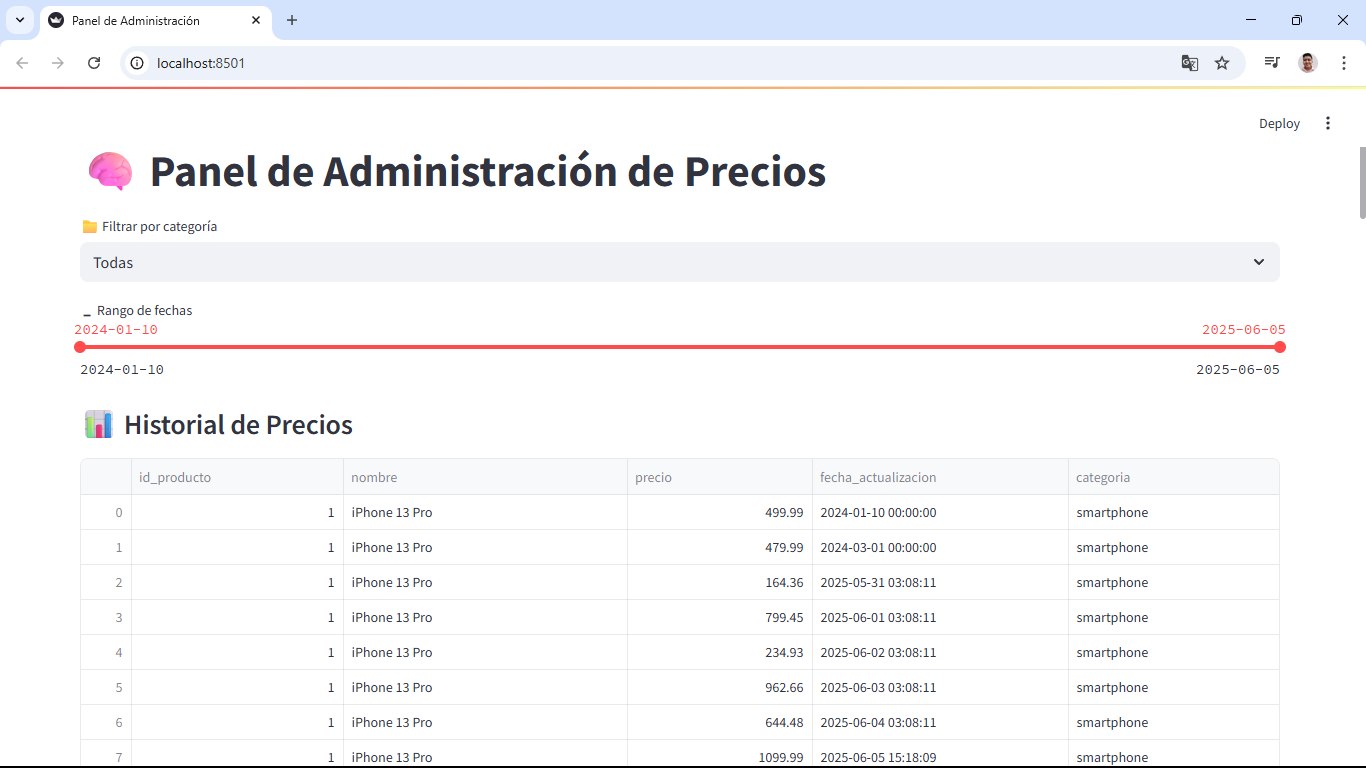 Panel de Administración
localhost:8501
Deploy
Panel de Administración de Precios
Filtrar por categoría
Todas
Rango de fechas
2024-01-10 2025-06-05
2024-01-10 2025-06-05
Historial de Precios
id_producto nombre precio fecha_actualizacion categoria
0 1 iPhone 13 Pro 499.99 2024-01-10 00:00:00 smartphone
1 1 iPhone 13 Pro 479.99 2024-03-01 00:00:00 smartphone
2 1 iPhone 13 Pro 164.36 2025-05-31 03:08:11 smartphone
3 1 iPhone 13 Pro 799.45 2025-06-01 03:08:11 smartphone
4 1 iPhone 13 Pro 234.93 2025-06-02 03:08:11 smartphone
5 1 iPhone 13 Pro 962.66 2025-06-03 03:08:11 smartphone
6 1 iPhone 13 Pro 644.48 2025-06-04 03:08:11 smartphone
7 1 iPhone 13 Pro 1099.99 2025-06-05 15:18:09 smartphone